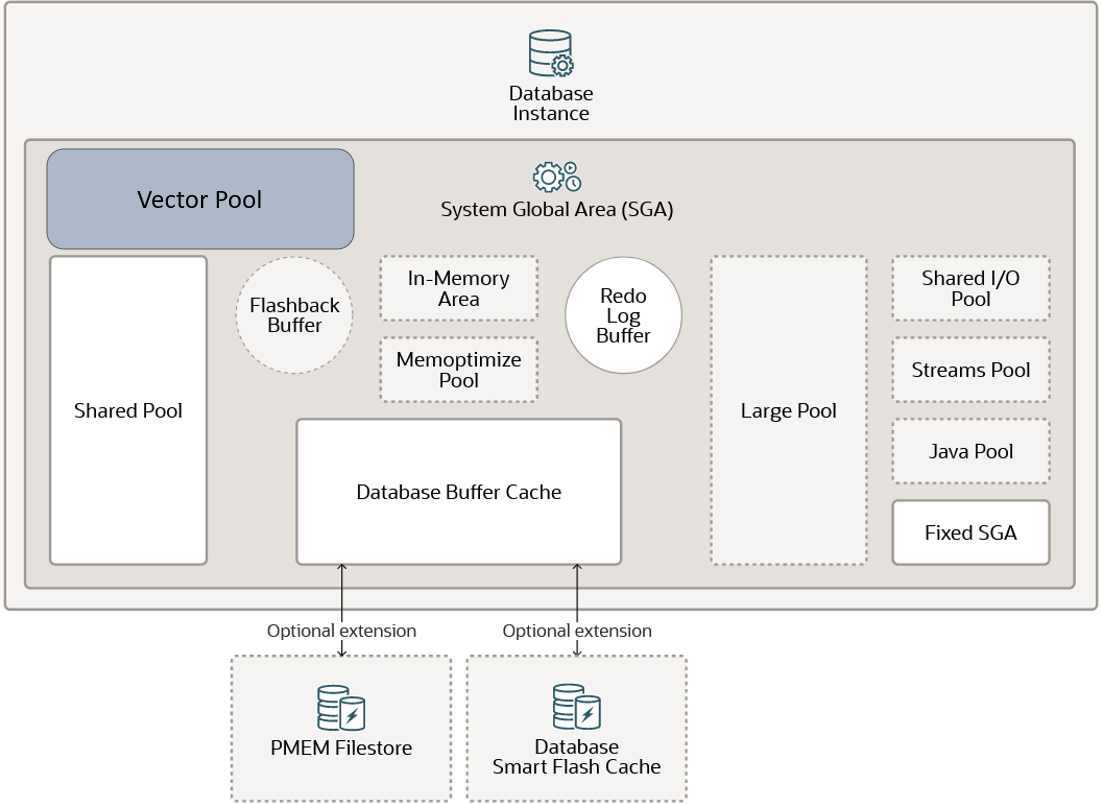 Database
Instance
Vector Pool
System Global Area (SGA)
Shared Pool
Flashback
Buffer
In-Memory
Area
Memoptimize
Pool
Redo
Log
Buffer
Database Buffer Cache
Large Pool
Shared I/O
Pool
Streams Pool
Java Pool
Fixed SGA
Optional extension
Optional extension
PMEM Filestore
Database
Smart Flash Cache